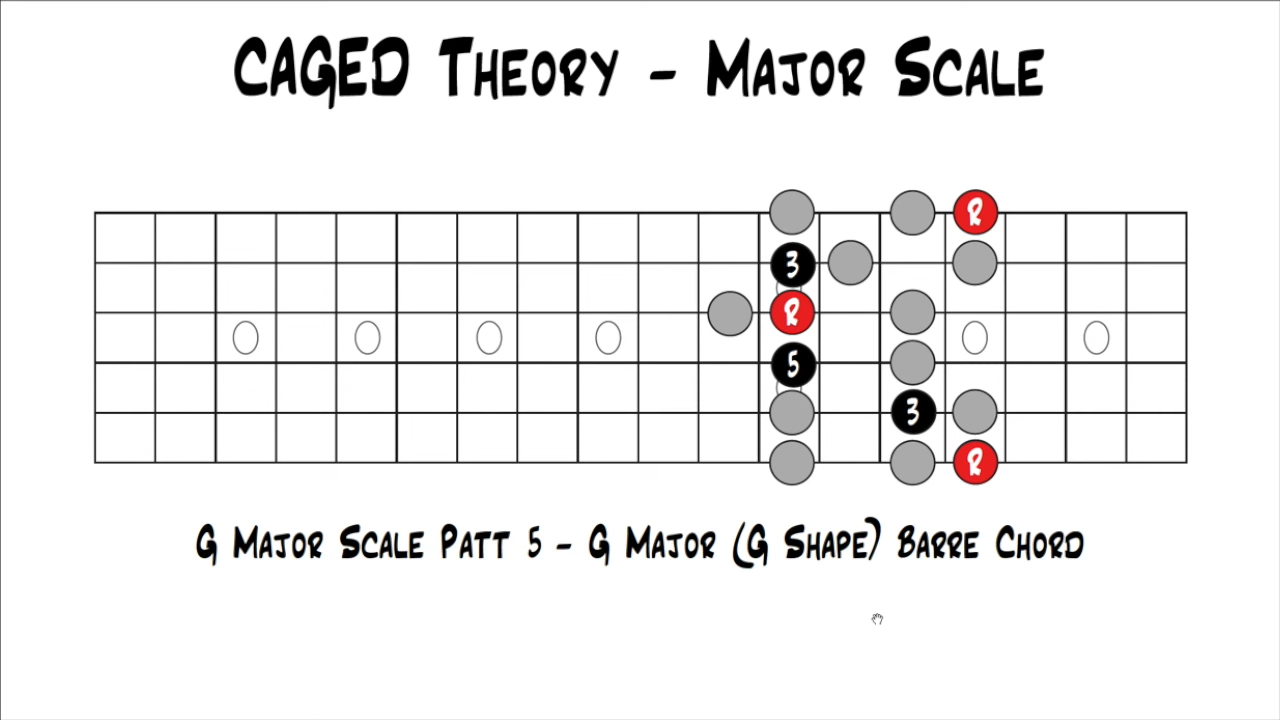 CAGED Theory - Major Scale
R
3
R
5
3
R
G Major Scale Patt 5 - G Major (G Shape) Barre Chord